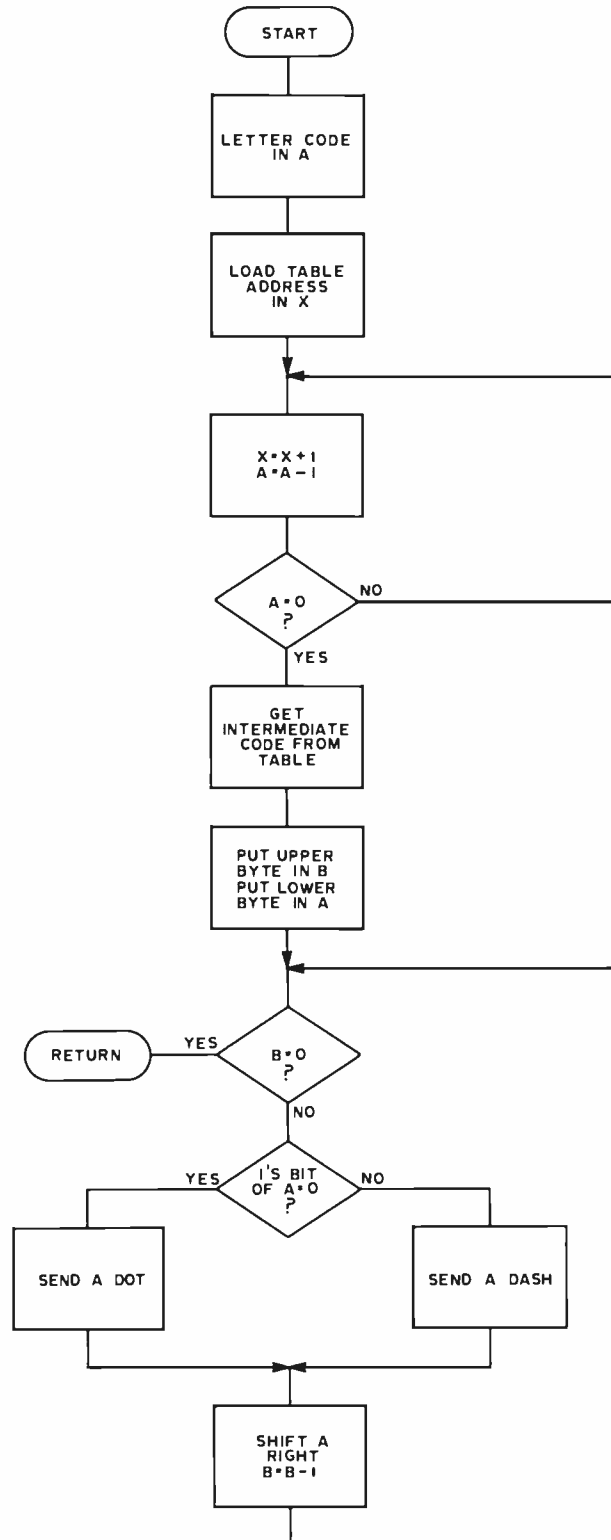 START
LETTER CODE
IN A
LOAD TABLE
ADDRESS
IN X
X=X+1
A=A-1
A=0
?
NO
YES
GET
INTERMEDIATE
CODE FROM
TABLE
PUT UPPER
BYTE IN B
PUT LOWER
BYTE IN A
RETURN
YES
B=0
?
NO
YES
1'S BIT
OF A=0
?
NO
SEND A DOT
SEND A DASH
SHIFT A
RIGHT
B=B-1